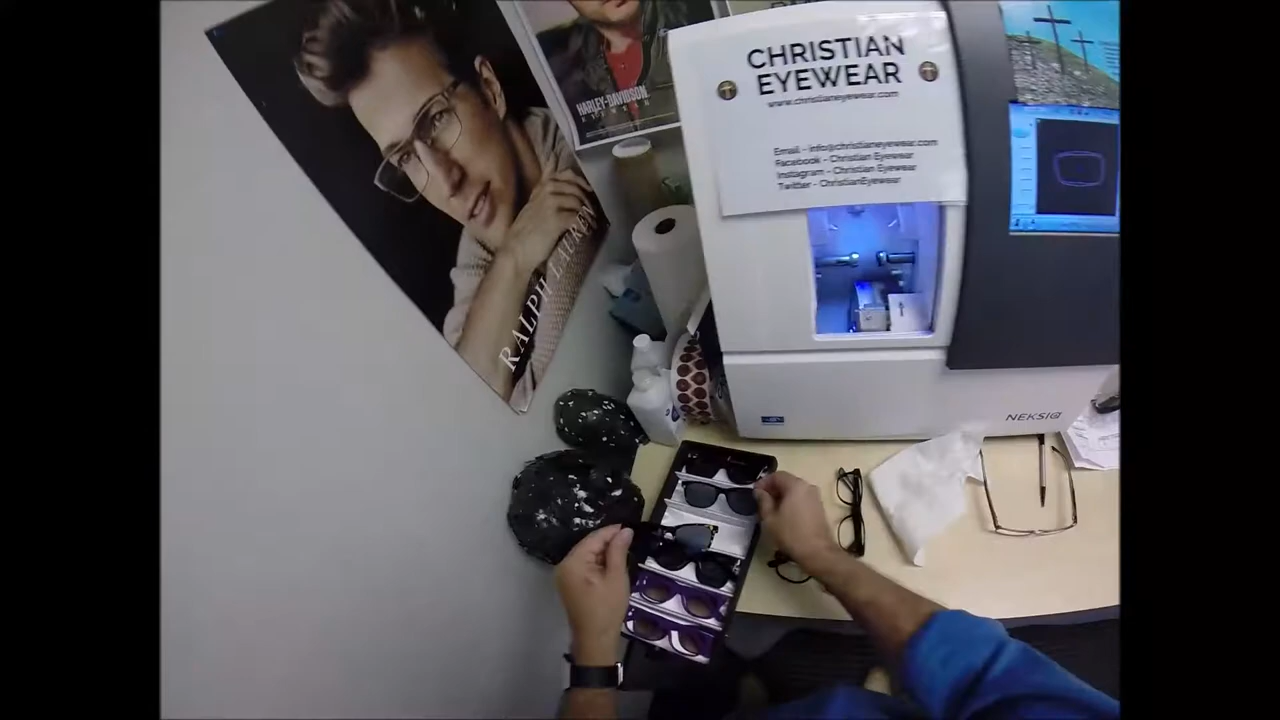 RALPH LAUREN
HARLEY-DAVIDSON
EYEWEAR
CHRISTIAN
EYEWEAR
www.christianeyewear.com
Email - info@christianeyewear.com
Facebook - Christian Eyewear
Instagram - Christian Eyewear
Twitter - ChristianEyewear
NEKSIA